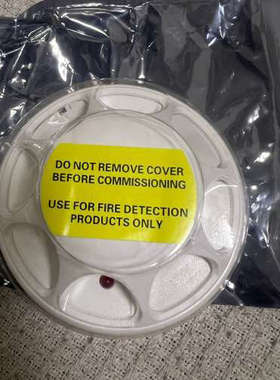 DO NOT REMOVE COVER
BEFORE COMMISSIONING
USE FOR FIRE DETECTION
PRODUCTS ONLY